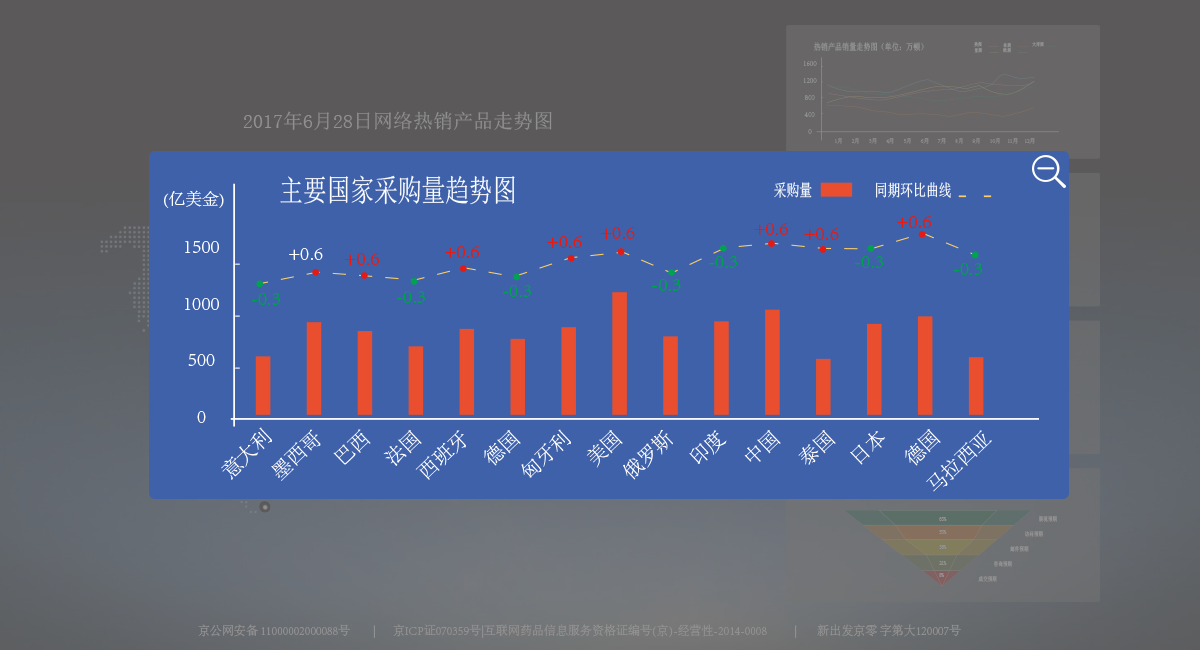 热销产品销量走势图（单位：万顿）
1600
1200
800
400
0
1月 2月 3月 4月 5月 6月 7月 8月 9月 10月 11月 12月
2017年6月28日网络热销产品走势图
(亿美金)
主要国家采购量趋势图
采购量
同期环比曲线
1500
1000
500
0
-0.3
+0.6
+0.6
-0.3
+0.6
-0.3
+0.6
+0.6
-0.3
-0.3
+0.6
+0.6
-0.3
+0.6
-0.3
意大利
墨西哥
巴西
法国
西班牙
德国
匈牙利
美国
俄罗斯
印度
中国
泰国
日本
德国
马拉西亚
京公网安备 11000002000088号 | 京ICP证070359号[互联网药品信息服务资格证编号(京)-经营性-2014-0008 | 新出发京零 字第大120007号